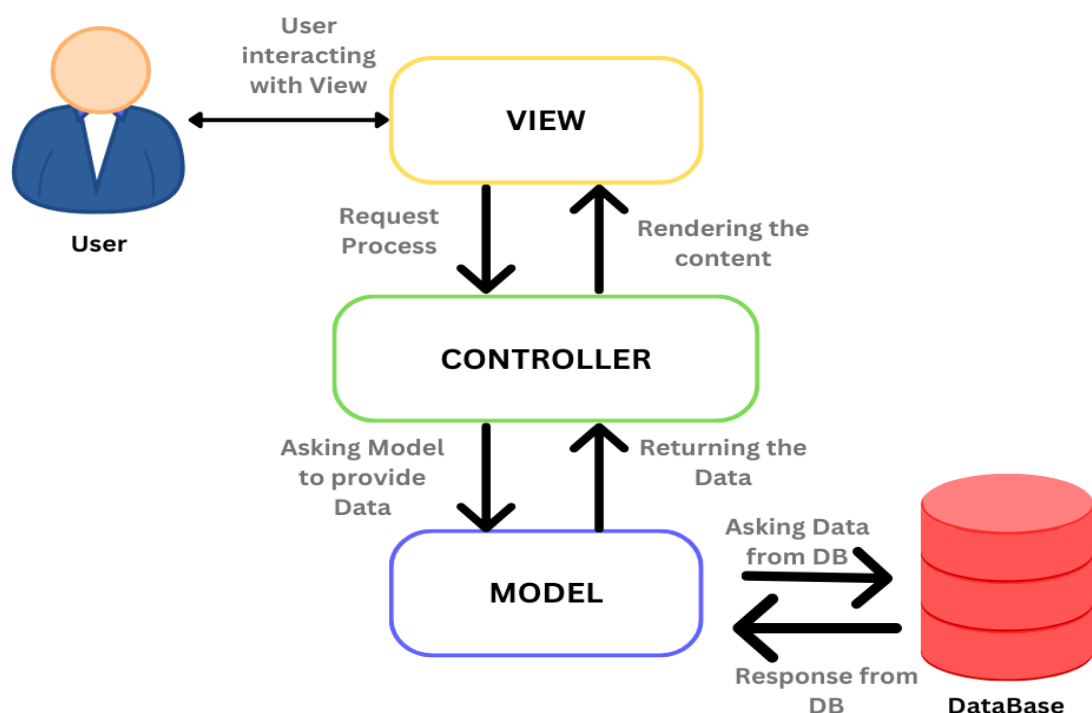 User
interacting
with View
VIEW
User
Request
Process
Rendering the
content
CONTROLLER
Asking Model
to provide
Data
Returning the
Data
MODEL
Asking Data
from DB
Response from
DB
DataBase